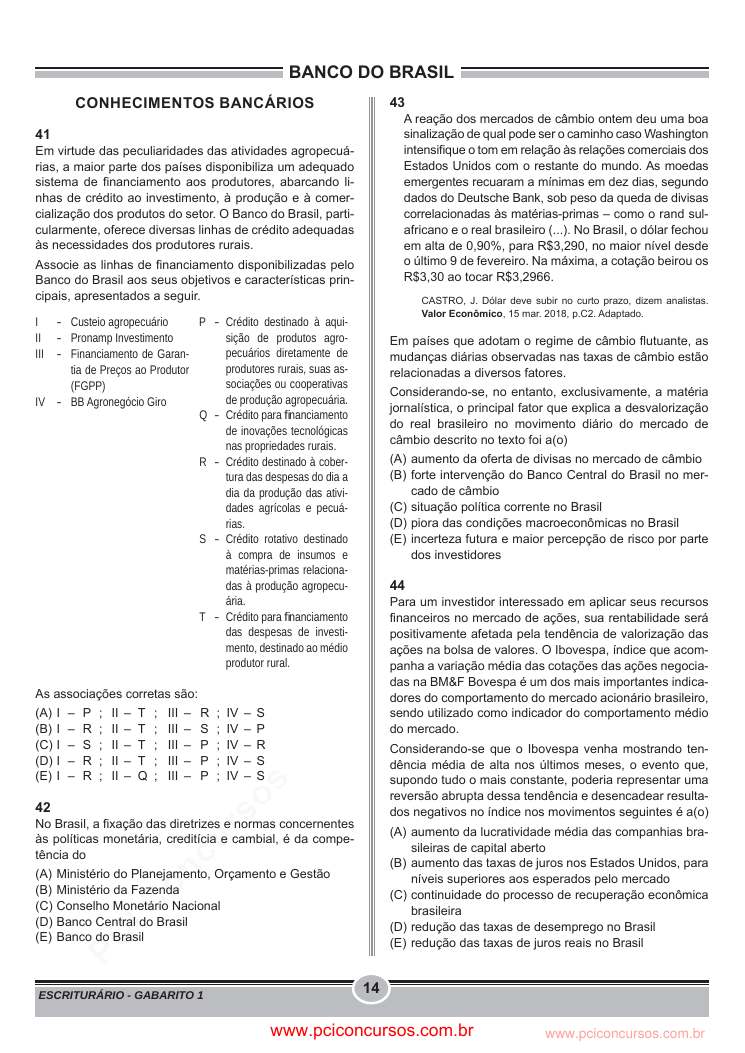 BANCO DO BRASIL
CONHECIMENTOS BANCÁRIOS
41
Em virtude das peculiaridades das atividades agropecuá-
rias, a maior parte dos países disponibiliza um adequado
sistema de financiamento aos produtores, abarcando li-
nhas de crédito ao investimento, à produção e à comer-
cialização dos produtos do setor. O Banco do Brasil, parti-
cularmente, oferece diversas linhas de crédito adequadas
às necessidades dos produtores rurais.
Associe as linhas de financiamento disponibilizadas pelo
Banco do Brasil aos seus objetivos e características prin-
cipais, apresentados a seguir.
I – Custeio agropecuário
II – Pronamp Investimento
III – Financiamento de Garan-
tia de Preços ao Produtor
(FGPP)
IV – BB Agronegócio Giro
P – Crédito destinado à aqui-
sição de produtos agro-
pecuários diretamente de
produtores rurais, suas as-
sociações ou cooperativas
de produção agropecuária.
Q – Crédito para financiamento
de inovações tecnológicas
nas propriedades rurais.
R – Crédito destinado à cober-
tura das despesas do dia a
dia da produção das ativi-
dades agrícolas e pecuá-
rias.
S – Crédito rotativo destinado
à compra de insumos e
matérias-primas relaciona-
das à produção agropecu-
ária.
T – Crédito para financiamento
das despesas de investi-
mento, destinado ao médio
produtor rural.
As associações corretas são:
(A) I – P ; II – T ; III – R ; IV – S
(B) I – R ; II – T ; III – S ; IV – P
(C) I – S ; II – T ; III – P ; IV – R
(D) I – R ; II – T ; III – P ; IV – S
(E) I – R ; II – Q ; III – P ; IV – S
42
No Brasil, a fixação das diretrizes e normas concernentes
às políticas monetária, creditícia e cambial, é da compe-
tência do
(A) Ministério do Planejamento, Orçamento e Gestão
(B) Ministério da Fazenda
(C) Conselho Monetário Nacional
(D) Banco Central do Brasil
(E) Banco do Brasil
43
A reação dos mercados de câmbio ontem deu uma boa
sinalização de qual pode ser o caminho caso Washington
intensifique o tom em relação às relações comerciais dos
Estados Unidos com o restante do mundo. As moedas
emergentes recuaram a mínimas em dez dias, segundo
dados do Deutsche Bank, sob peso da queda de divisas
correlacionadas às matérias-primas – como o rand sul-
africano e o real brasileiro (...). No Brasil, o dólar fechou
em alta de 0,90%, para R$3,290, no maior nível desde
o último 9 de fevereiro. Na máxima, a cotação beirou os
R$3,30 ao tocar R$3,2966.
CASTRO, J. Dólar deve subir no curto prazo, dizem analistas.
Valor Econômico, 15 mar. 2018, p.C2. Adaptado.
Em países que adotam o regime de câmbio flutuante, as
mudanças diárias observadas nas taxas de câmbio estão
relacionadas a diversos fatores.
Considerando-se, no entanto, exclusivamente, a matéria
jornalística, o principal fator que explica a desvalorização
do real brasileiro no movimento diário do mercado de
câmbio descrito no texto foi a(o)
(A) aumento da oferta de divisas no mercado de câmbio
(B) forte intervenção do Banco Central do Brasil no mer-
cado de câmbio
(C) situação política corrente no Brasil
(D) piora das condições macroeconômicas no Brasil
(E) incerteza futura e maior percepção de risco por parte
dos investidores
44
Para um investidor interessado em aplicar seus recursos
financeiros no mercado de ações, sua rentabilidade será
positivamente afetada pela tendência de valorização das
ações na bolsa de valores. O Ibovespa, índice que acom-
panha a variação média das cotações das ações negocia-
das na BM&F Bovespa é um dos mais importantes indica-
dores do comportamento do mercado acionário brasileiro,
sendo utilizado como indicador do comportamento médio
do mercado.
Considerando-se que o Ibovespa venha mostrando ten-
dência média de alta nos últimos meses, o evento que,
supondo tudo o mais constante, poderia representar uma
reversão abrupta dessa tendência e desencadear resulta-
dos negativos no índice nos movimentos seguintes é a(o)
(A) aumento da lucratividade média das companhias bra-
sileiras de capital aberto
(B) aumento das taxas de juros nos Estados Unidos, para
níveis superiores aos esperados pelo mercado
(C) continuidade do processo de recuperação econômica
brasileira
(D) redução das taxas de desemprego no Brasil
(E) redução das taxas de juros reais no Brasil
ESCRITURÁRIO - GABARITO 1
14
www.pciconcursos.com.br
www.pciconcursos.com.br